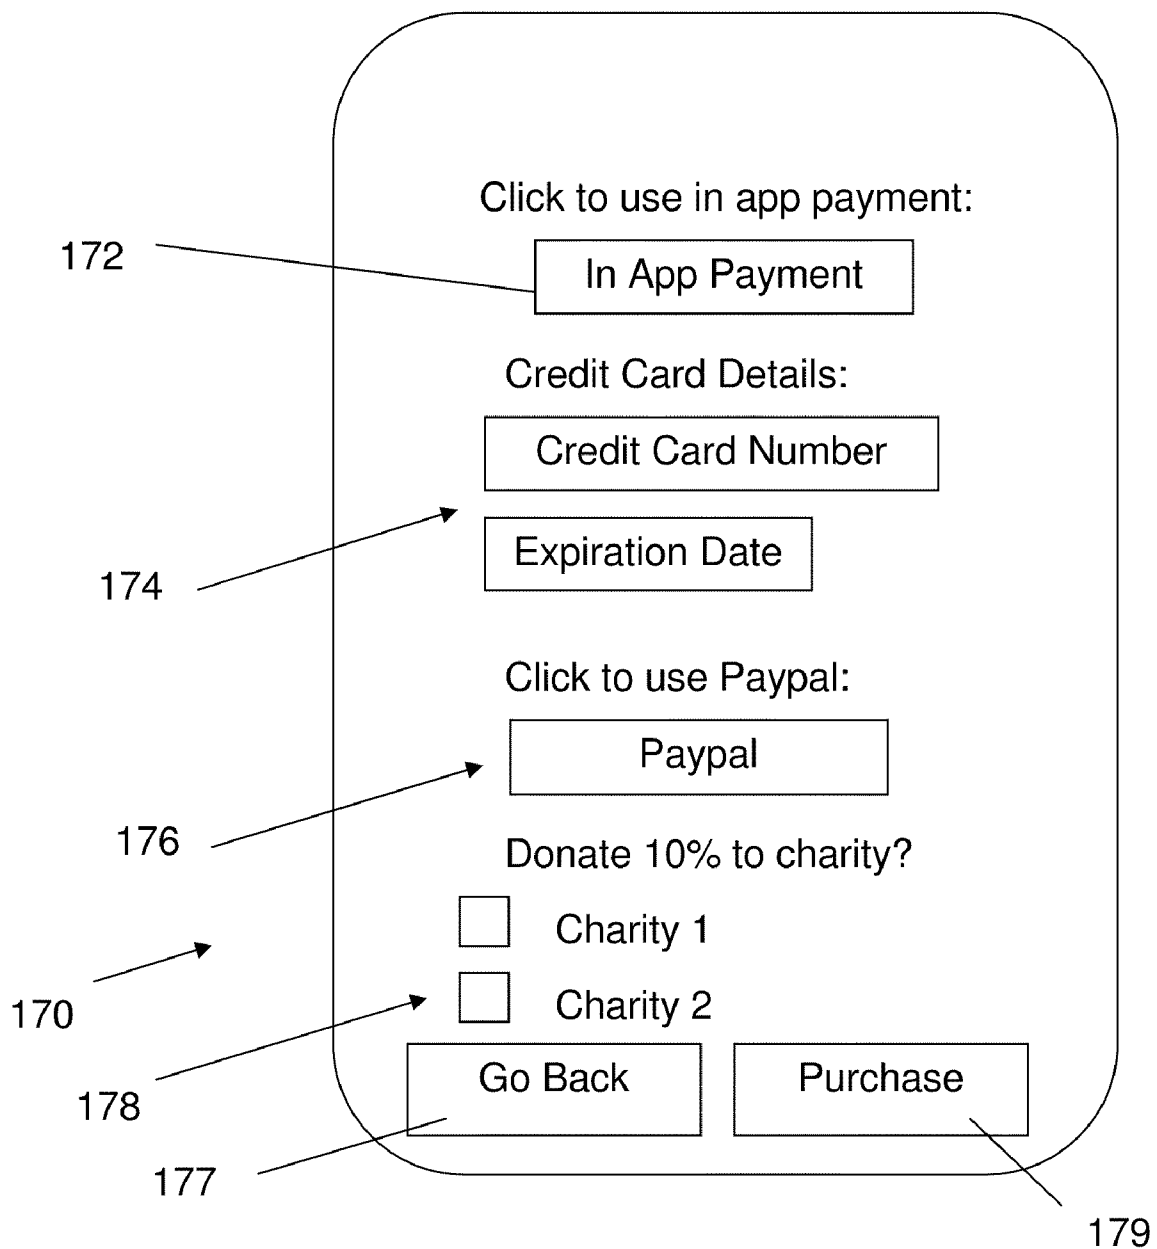 Click to use in app payment:
172
In App Payment
Credit Card Details:
Credit Card Number
Expiration Date
174
Click to use Paypal:
Paypal
176
Donate 10% to charity?
Charity 1
170
Charity 2
Go Back
Purchase
178
177
179